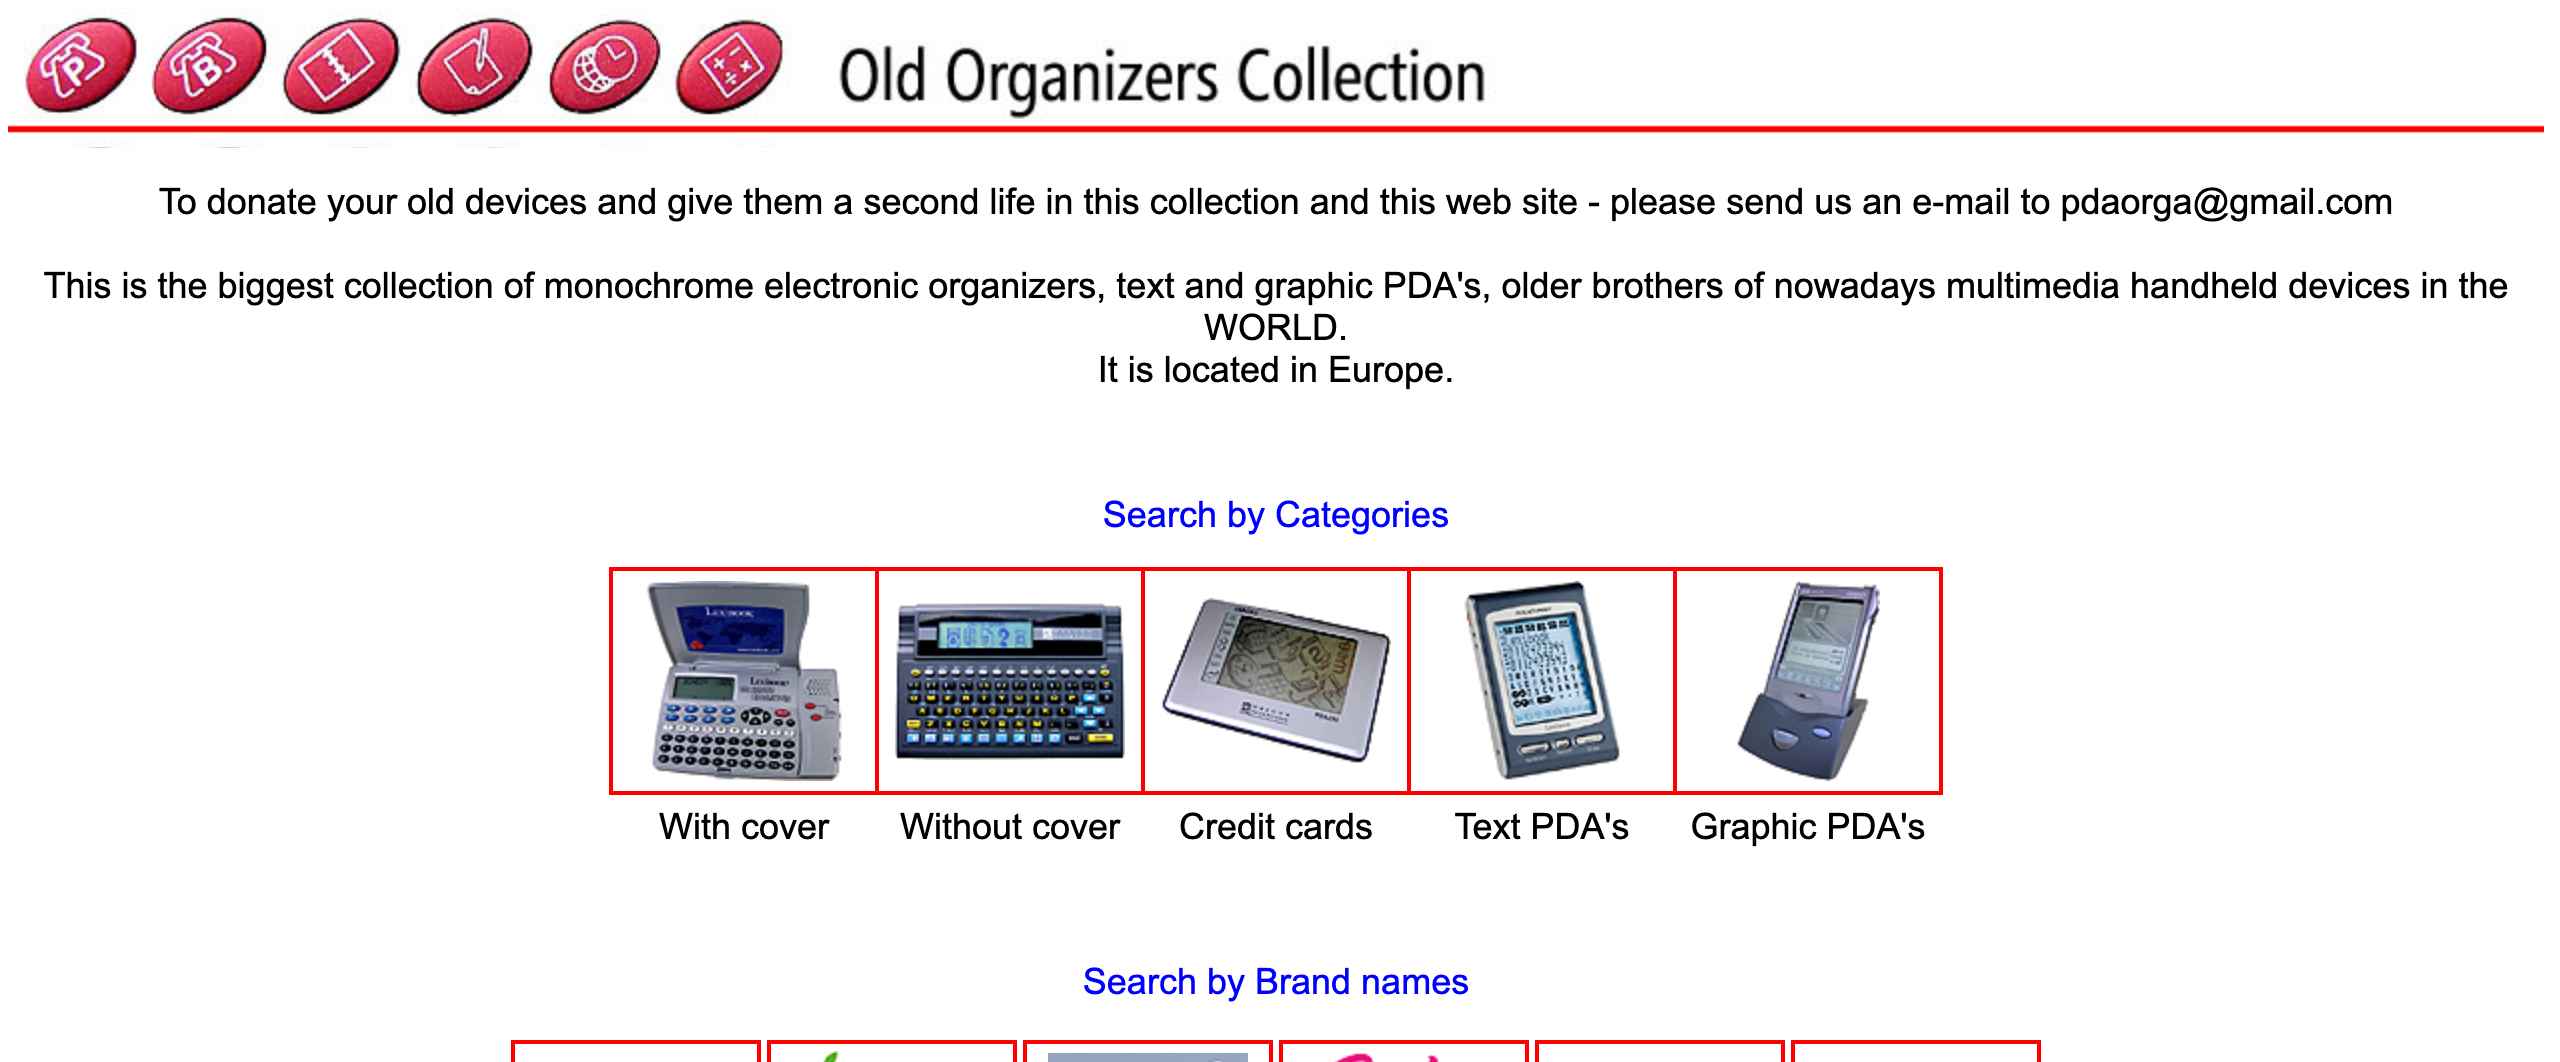 P
B
Old Organizers Collection
To donate your old devices and give them a second life in this collection and this web site - please send us an e-mail to pdaorga@gmail.com
This is the biggest collection of monochrome electronic organizers, text and graphic PDA's, older brothers of nowadays multimedia handheld devices in the
WORLD.
It is located in Europe.
Search by Categories
LEXIBOOK
With cover
Without cover
Credit cards
Text PDA's
Graphic PDA's
Search by Brand names